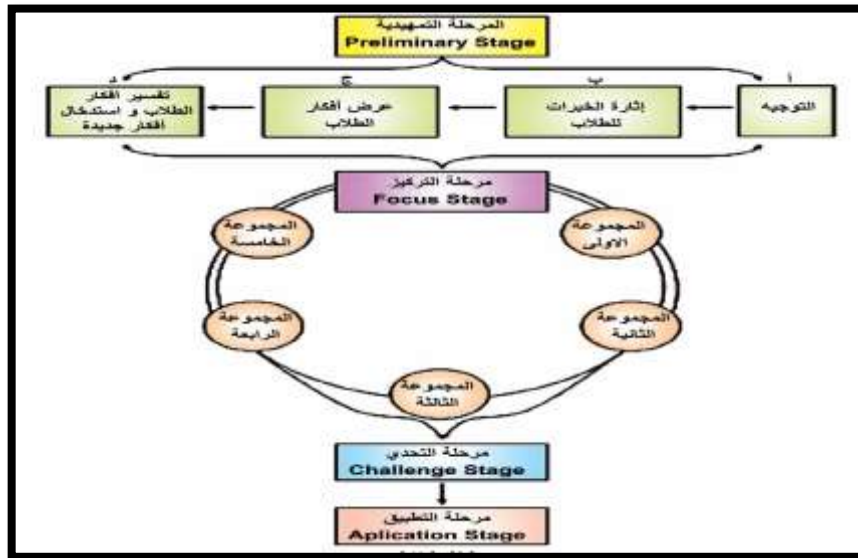 المرحلة التمهيدية
Preliminary Stage
أ
التوجيه
ب
إثارة الخبرات
للطلاب
ج
عرض أفكار
الطلاب
د
تفسير أفكار
الطلاب و استدخال
أفكار جديدة
مرحلة التركيز
Focus Stage
المجموعة
الاولى
المجموعة
الثانية
المجموعة
الثالثة
المجموعة
الرابعة
المجموعة
الخامسة
مرحلة التحدي
Challenge Stage
مرحلة التطبيق
Aplication Stage